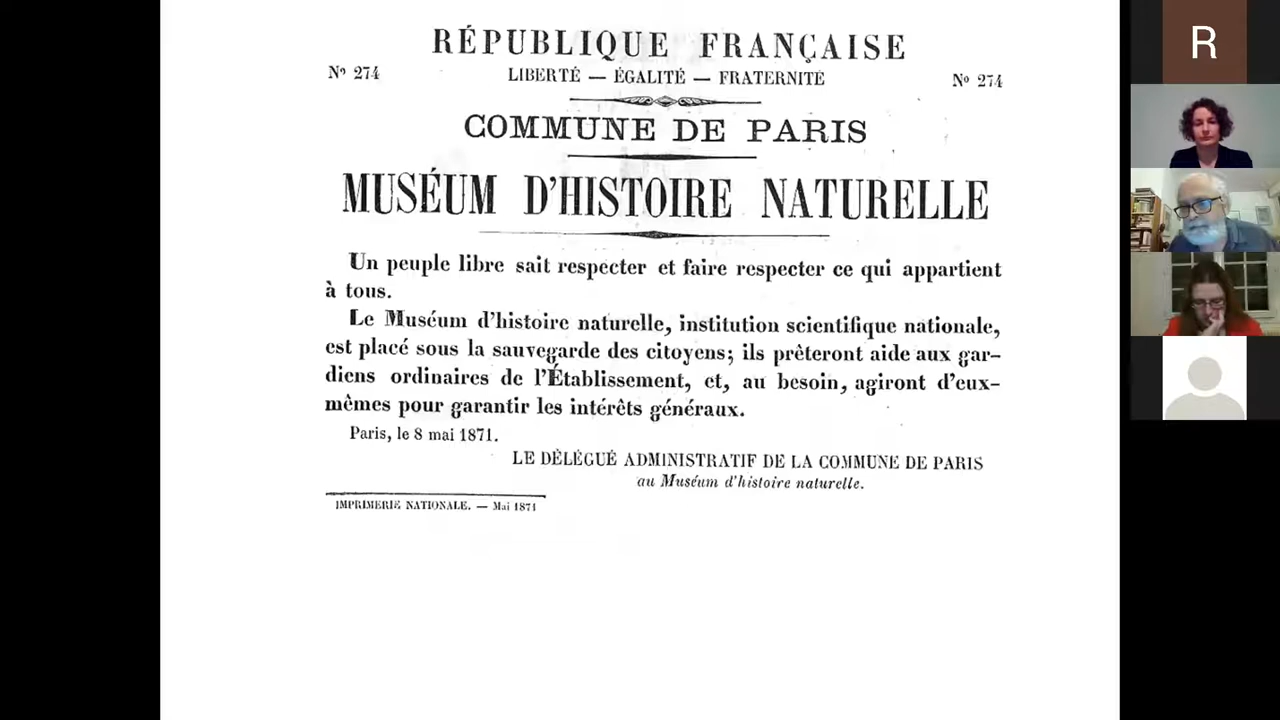 RÉPUBLIQUE FRANÇAISE
Nº 274
LIBERTÉ — ÉGALITÉ — FRATERNITÉ
Nº 274
COMMUNE DE PARIS
MUSÉUM D'HISTOIRE NATURELLE
Un peuple libre sait respecter et faire respecter ce qui appartient
à tous.
Le Muséum d'histoire naturelle, institution scientifique nationale,
est placé sous la sauvegarde des citoyens; ils prêteront aide aux gar-
diens ordinaires de l'Établissement, et, au besoin, agiront d'eux-
mêmes pour garantir les intérêts généraux.
Paris, le 8 mai 1871.
LE DÉLÉGUÉ ADMINISTRATIF DE LA COMMUNE DE PARIS
au Muséum d'histoire naturelle.
IMPRIMERIE NATIONALE. — Mai 1871
R